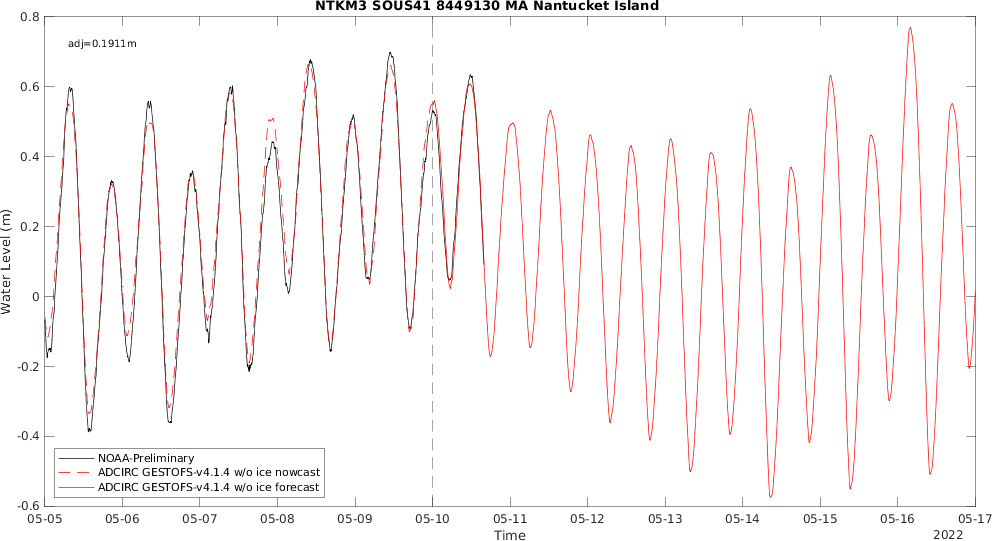 NTKM3 SOUS41 8449130 MA Nantucket Island
adj=0.1911m
Water Level (m)
0.8
0.6
0.4
0.2
0
-0.2
-0.4
-0.6
NOAA-Preliminary
ADCIRC GESTOFS-v4.1.4 w/o ice nowcast
ADCIRC GESTOFS-v4.1.4 w/o ice forecast
05-05 05-06 05-07 05-08 05-09 05-10 05-11 05-12 05-13 05-14 05-15 05-16 05-17
Time
2022